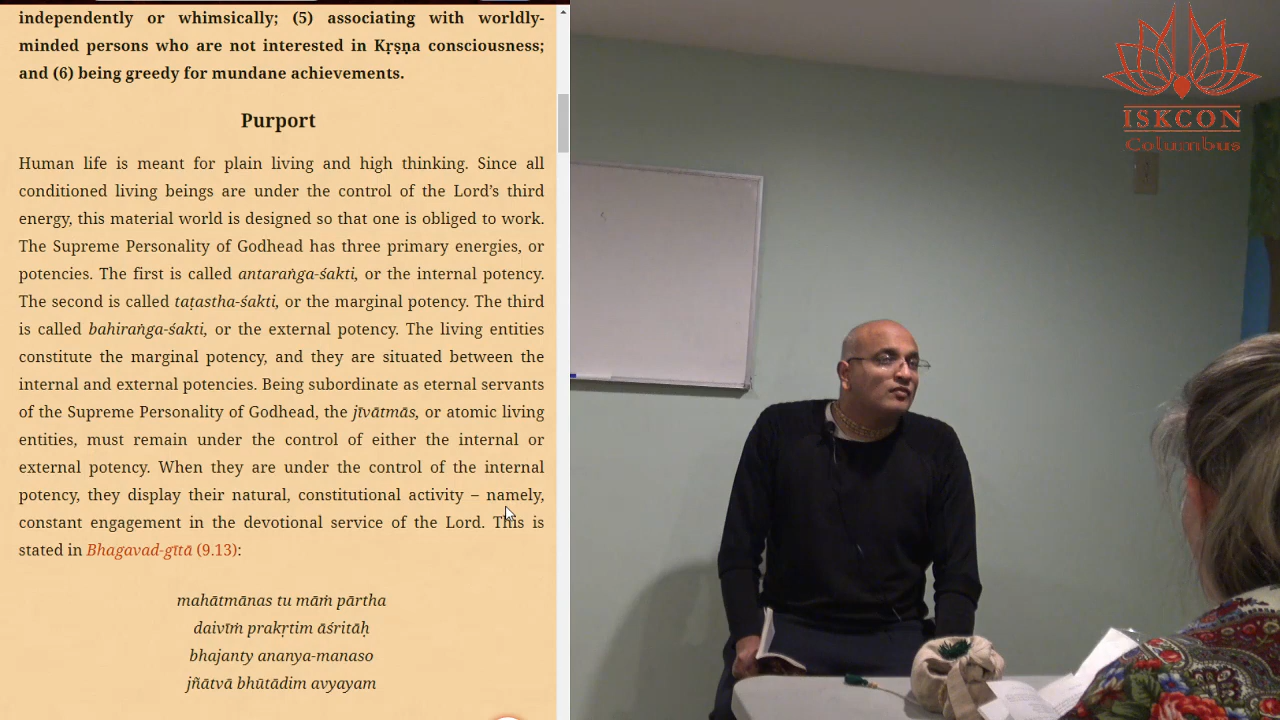 independently or whimsically; (5) associating with worldly-
minded persons who are not interested in Kṛṣṇa consciousness;
and (6) being greedy for mundane achievements.
Purport
Human life is meant for plain living and high thinking. Since all
conditioned living beings are under the control of the Lord’s third
energy, this material world is designed so that one is obliged to work.
The Supreme Personality of Godhead has three primary energies, or
potencies. The first is called antaraṅga-śakti, or the internal potency.
The second is called taṭastha-śakti, or the marginal potency. The third
is called bahiraṅga-śakti, or the external potency. The living entities
constitute the marginal potency, and they are situated between the
internal and external potencies. Being subordinate as eternal servants
of the Supreme Personality of Godhead, the jīvātmās, or atomic living
entities, must remain under the control of either the internal or
external potency. When they are under the control of the internal
potency, they display their natural, constitutional activity – namely,
constant engagement in the devotional service of the Lord. This is
stated in Bhagavad-gītā (9.13):
mahātmānas tu māṁ pārtha
daivīṁ prakṛtim āśritāḥ
bhajanty ananya-manaso
jñātvā bhūtādim avyayam
ISKCON
Columbus